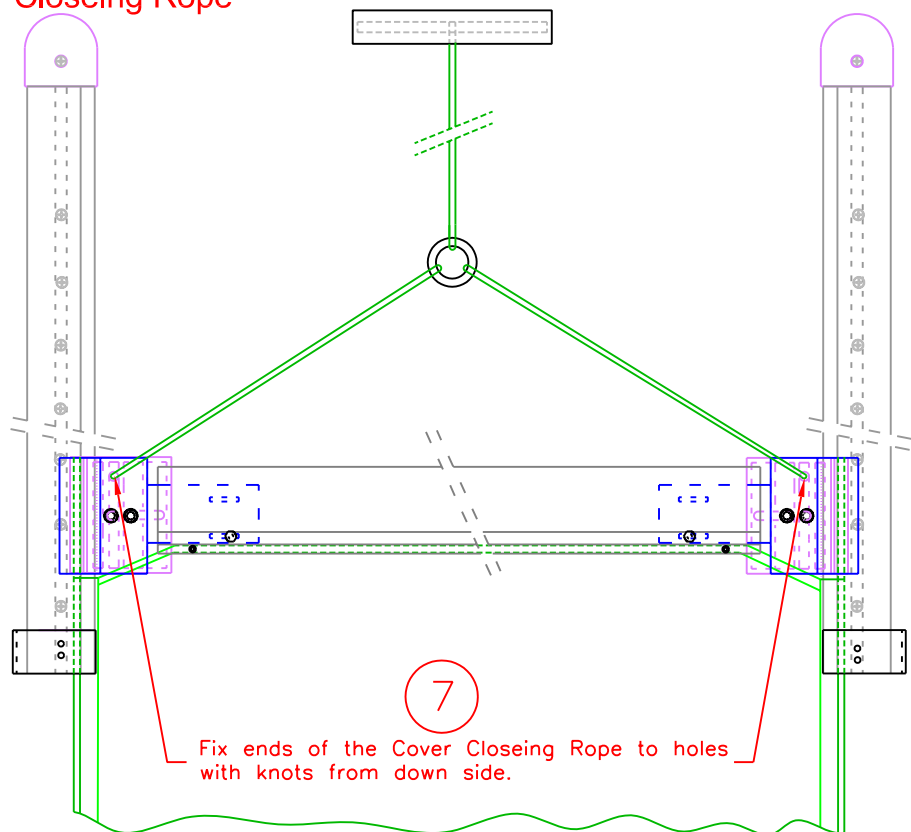 Closeing Rope
7
Fix ends of the Cover Closeing Rope to holes
with knots from down side.